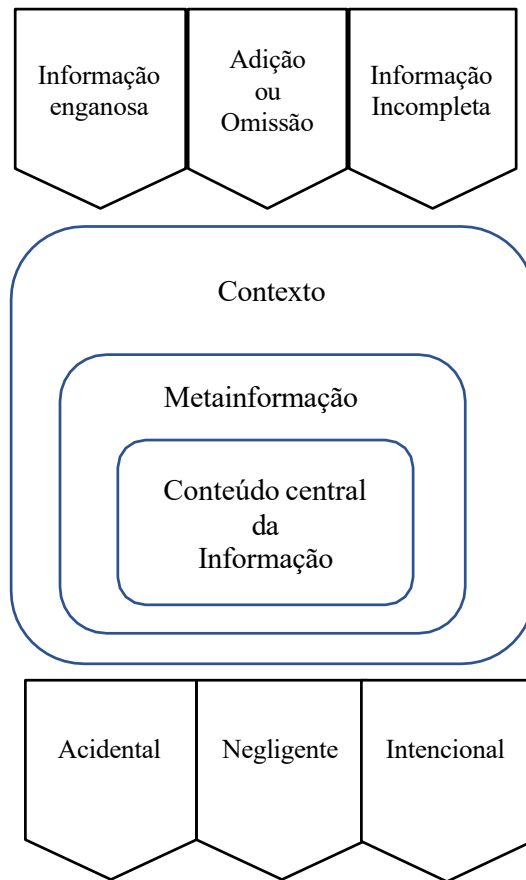 Informação
enganosa
Adição
ou
Omissão
Informação
Incompleta
Contexto
Metainformação
Conteúdo central
da
Informação
Acidental
Negligente
Intencional